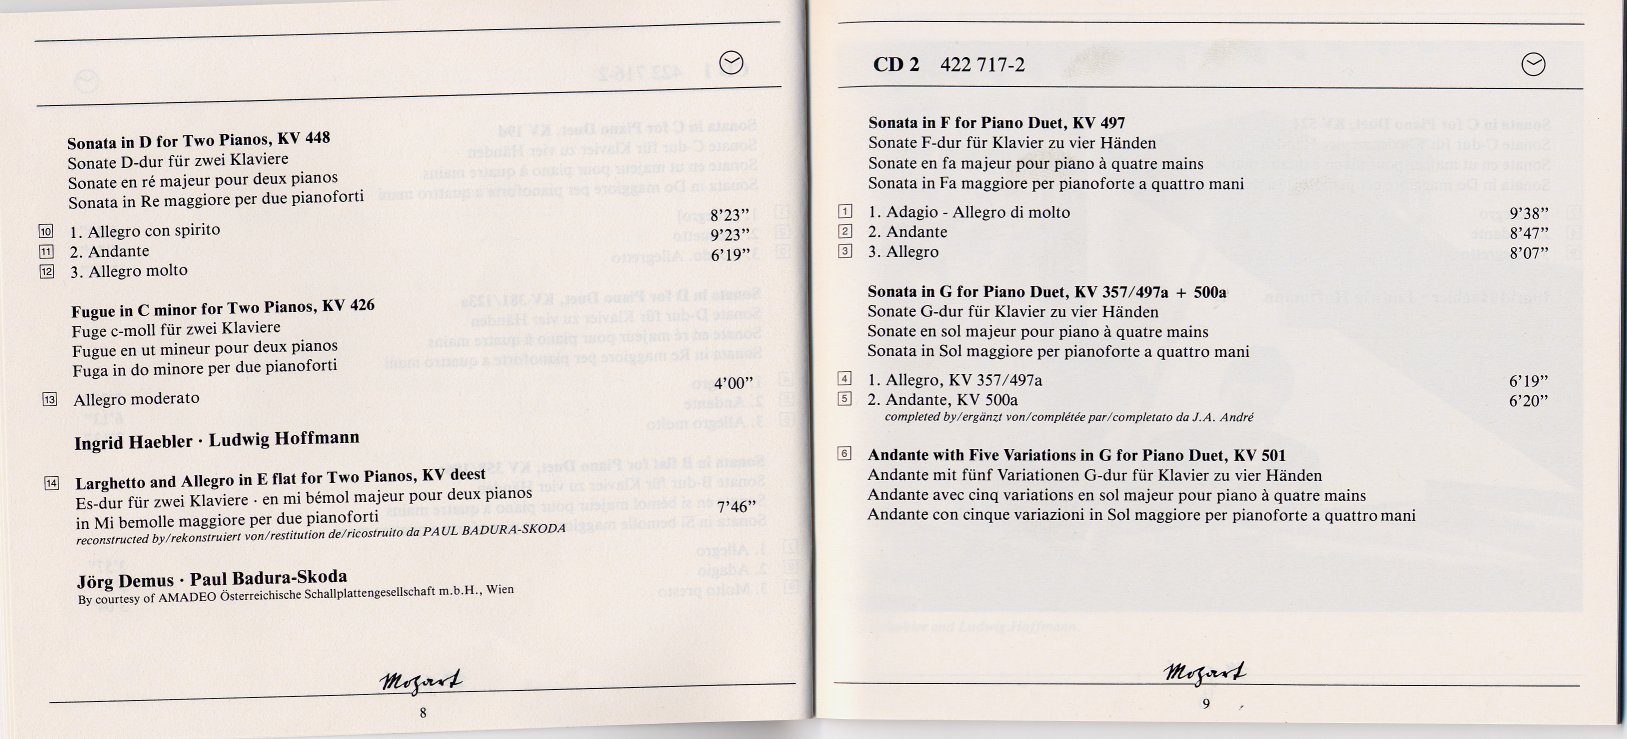 Sonata in D for Two Pianos, KV 448
Sonate D-dur für zwei Klaviere
Sonate en ré majeur pour deux pianos
Sonata in Re maggiore per due pianoforti
10 1. Allegro con spirito 8’23”
11 2. Andante 9’23”
12 3. Allegro molto 6’19”
Fugue in C minor for Two Pianos, KV 426
Fuge c-moll für zwei Klaviere
Fugue en ut mineur pour deux pianos
Fuga in do minore per due pianoforti
13 Allegro moderato 4’00”
Ingrid Haebler · Ludwig Hoffmann
14 Larghetto and Allegro in E flat for Two Pianos, KV deest
Es-dur für zwei Klaviere · en mi bémol majeur pour deux pianos
in Mi bemolle maggiore per due pianoforti 7’46”
reconstructed by/rekonstruiert von/restitution de/ricostruito da PAUL BADURA-SKODA
Jörg Demus · Paul Badura-Skoda
By courtesy of AMADEO Österreichische Schallplattengesellschaft m.b.H., Wien
Mozart
8
CD 2 422 717-2
Sonata in F for Piano Duet, KV 497
Sonate F-dur für Klavier zu vier Händen
Sonate en fa majeur pour piano à quatre mains
Sonata in Fa maggiore per pianoforte a quattro mani
1 1. Adagio - Allegro di molto 9’38”
2 2. Andante 8’47”
3 3. Allegro 8’07”
Sonata in G for Piano Duet, KV 357/497a + 500a
Sonate G-dur für Klavier zu vier Händen
Sonate en sol majeur pour piano à quatre mains
Sonata in Sol maggiore per pianoforte a quattro mani
4 1. Allegro, KV 357/497a 6’19”
5 2. Andante, KV 500a 6’20”
completed by/ergänzt von/complétée par/completato da J.A. André
6 Andante with Five Variations in G for Piano Duet, KV 501
Andante mit fünf Variationen G-dur für Klavier zu vier Händen
Andante avec cinq variations en sol majeur pour piano à quatre mains
Andante con cinque variazioni in Sol maggiore per pianoforte a quattro mani
Mozart
9